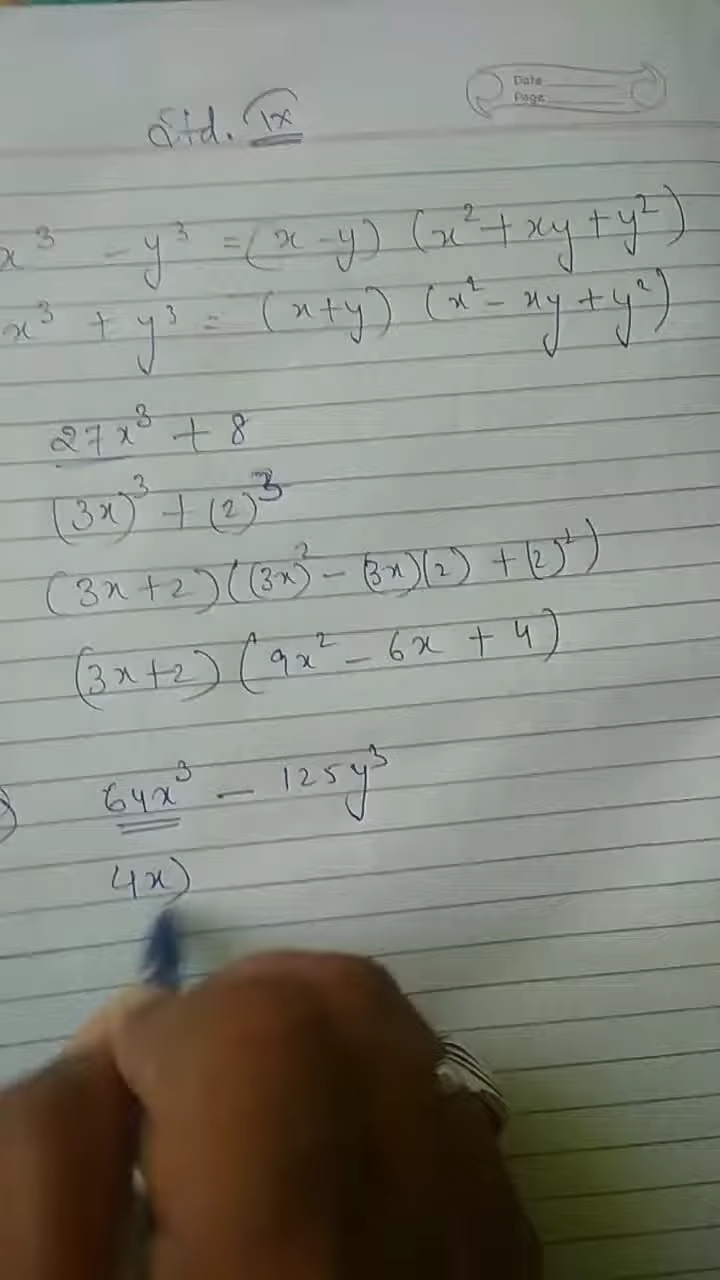 Date
Page
Std. IX
x³ - y³ = (x - y) (x² + xy + y²)
x³ + y³ = (x + y) (x² - xy + y²)
27x³ + 8
(3x)³ + (2)³
(3x + 2) ((3x)² - (3x)(2) + (2)²)
(3x + 2) (9x² - 6x + 4)
) 64x³ - 125y³
4x)